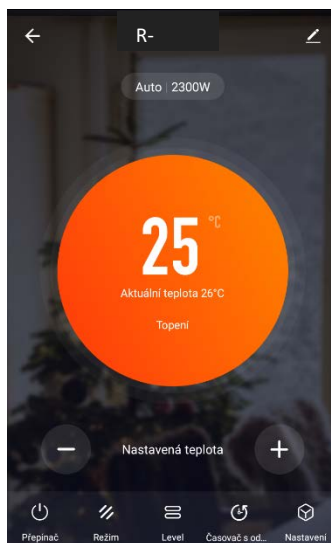 R-
Auto | 2300W
25 °C
Aktuální teplota 26°C
Topení
Nastavená teplota
Přepínač Režim Level Časovač s od... Nastavení